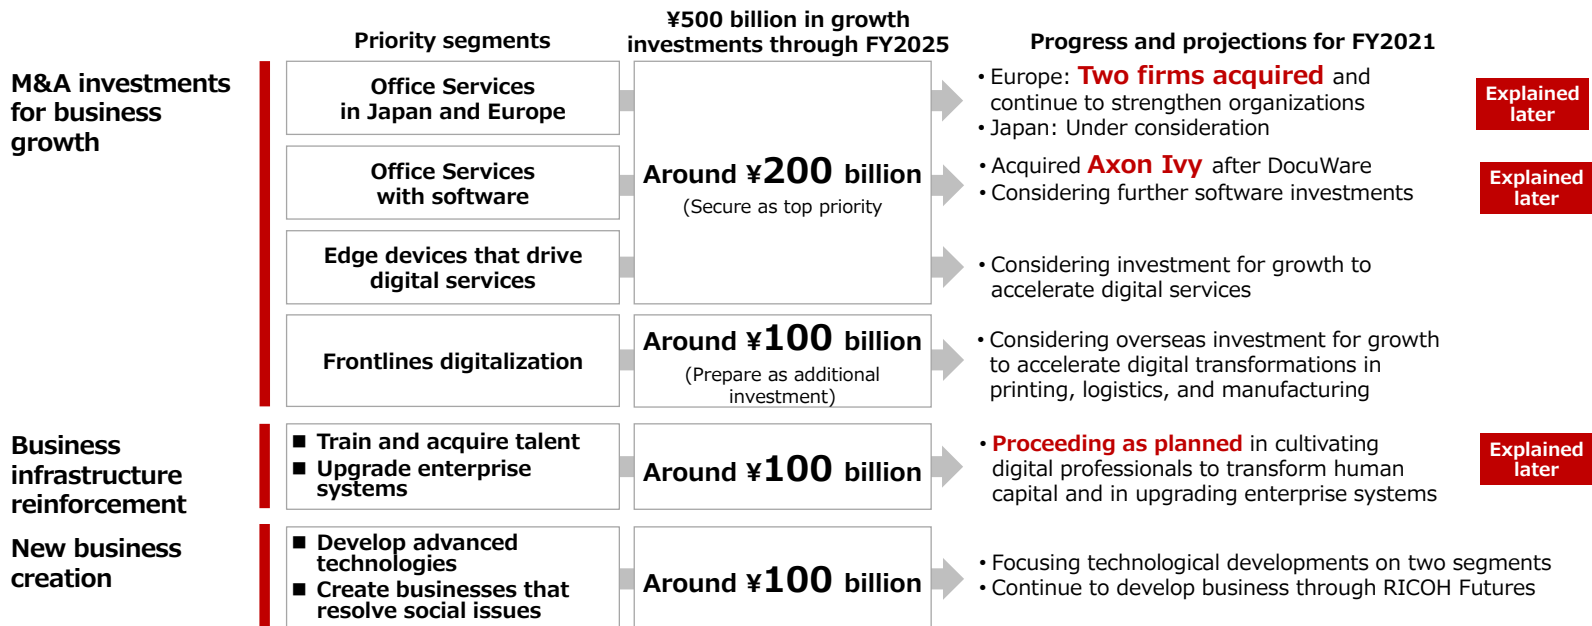 Priority segments
¥500 billion in growth
investments through FY2025
Progress and projections for FY2021
M&A investments
for business
growth
Office Services
in Japan and Europe
Around ¥200 billion
(Secure as top priority
• Europe: Two firms acquired and
continue to strengthen organizations
• Japan: Under consideration
Explained
later
Office Services
with software
• Acquired Axon Ivy after DocuWare
• Considering further software investments
Explained
later
Edge devices that drive
digital services
• Considering investment for growth to
accelerate digital services
Frontlines digitalization
Around ¥100 billion
(Prepare as additional
investment)
• Considering overseas investment for growth
to accelerate digital transformations in
printing, logistics, and manufacturing
Business
infrastructure
reinforcement
■ Train and acquire talent
■ Upgrade enterprise
systems
Around ¥100 billion
• Proceeding as planned in cultivating
digital professionals to transform human
capital and in upgrading enterprise systems
Explained
later
New business
creation
■ Develop advanced
technologies
■ Create businesses that
resolve social issues
Around ¥100 billion
• Focusing technological developments on two segments
• Continue to develop business through RICOH Futures